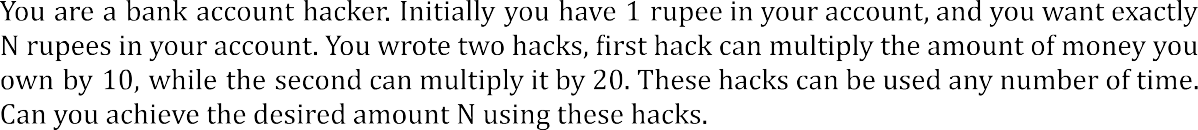 You are a bank account hacker. Initially you have 1 rupee in your account, and you want exactly
N rupees in your account. You wrote two hacks, first hack can multiply the amount of money you
own by 10, while the second can multiply it by 20. These hacks can be used any number of time.
Can you achieve the desired amount N using these hacks.